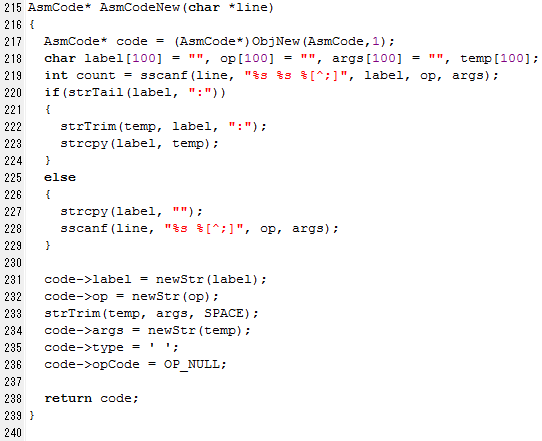 215 AsmCode* AsmCodeNew(char *line)
216 {
217   AsmCode* code = (AsmCode*)ObjNew(AsmCode,1);
218   char label[100] = "", op[100] = "", args[100] = "", temp[100];
219   int count = sscanf(line, "%s %s %[^;]", label, op, args);
220   if(strTail(label, ":"))
221   {
222     strTrim(temp, label, ":");
223     strcpy(label, temp);
224   }
225   else
226   {
227     strcpy(label, "");
228     sscanf(line, "%s %[^;]", op, args);
229   }
230
231   code->label = newStr(label);
232   code->op = newStr(op);
233   strTrim(temp, args, SPACE);
234   code->args = newStr(temp);
235   code->type = ' ';
236   code->opCode = OP_NULL;
237
238   return code;
239 }
240